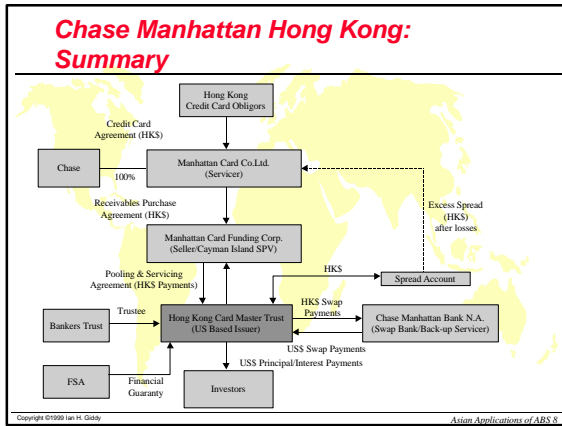 Chase Manhattan Hong Kong:
Summary
Hong Kong
Credit Card Obligors
Credit Card
Agreement (HK$)
Chase
100%
Manhattan Card Co.Ltd.
(Servicer)
Receivables Purchase
Agreement (HK$)
Excess Spread
(HK$)
after losses
Manhattan Card Funding Corp.
(Seller/Cayman Island SPV)
Pooling & Servicing
Agreement (HK$ Payments)
HK$
Spread Account
Bankers Trust
Trustee
Hong Kong Card Master Trust
(US Based Issuer)
HK$ Swap
Payments
Chase Manhattan Bank N.A.
(Swap Bank/Back-up Servicer)
US$ Swap Payments
US$ Principal/Interest Payments
FSA
Financial
Guaranty
Investors
Copyright ©1999 Ian H. Giddy
Asian Applications of ABS 8